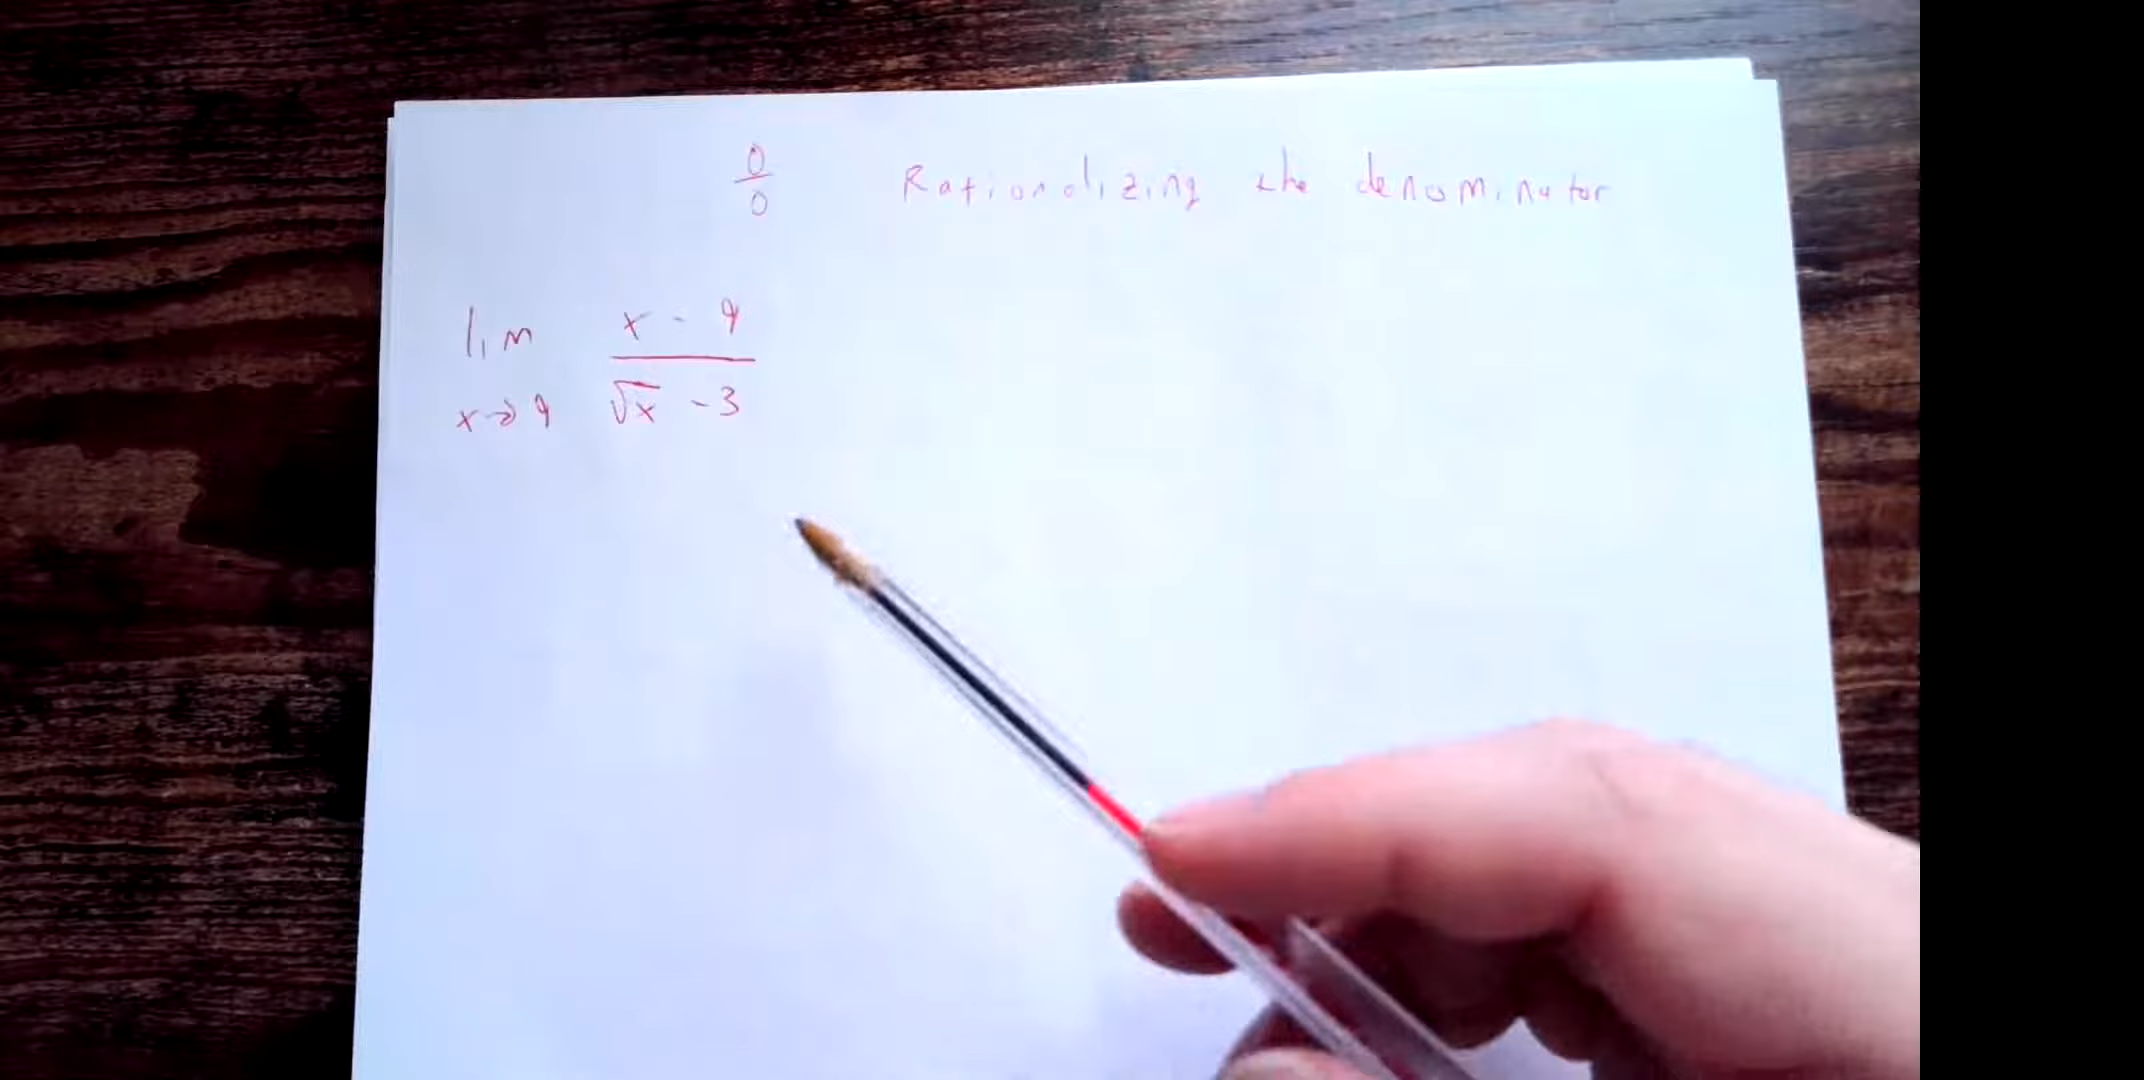 0/0 Rationalizing the denominator
lim x→9 (x - 9)/(√x - 3)